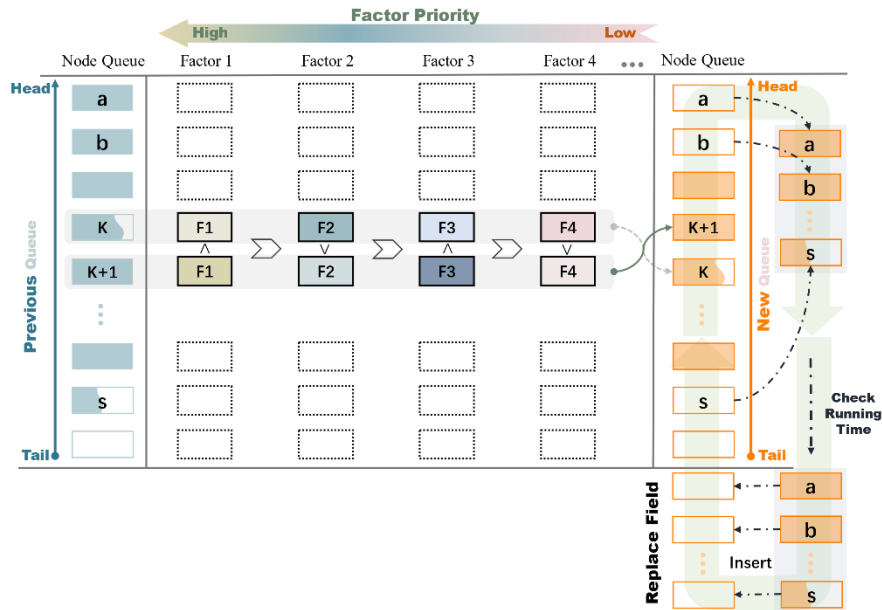 Factor Priority
High
Low
Node Queue
Factor 1
Factor 2
Factor 3
Factor 4
...
Node Queue
Head
a
b
K
F1
F2
F3
F4
K+1
F1
F2
F3
F4
^
v
^
v
s
Tail
Previous Queue
Head
a
b
K+1
K
s
Tail
New Queue
a
b
s
Check
Running
Time
Replace Field
a
b
Insert
s